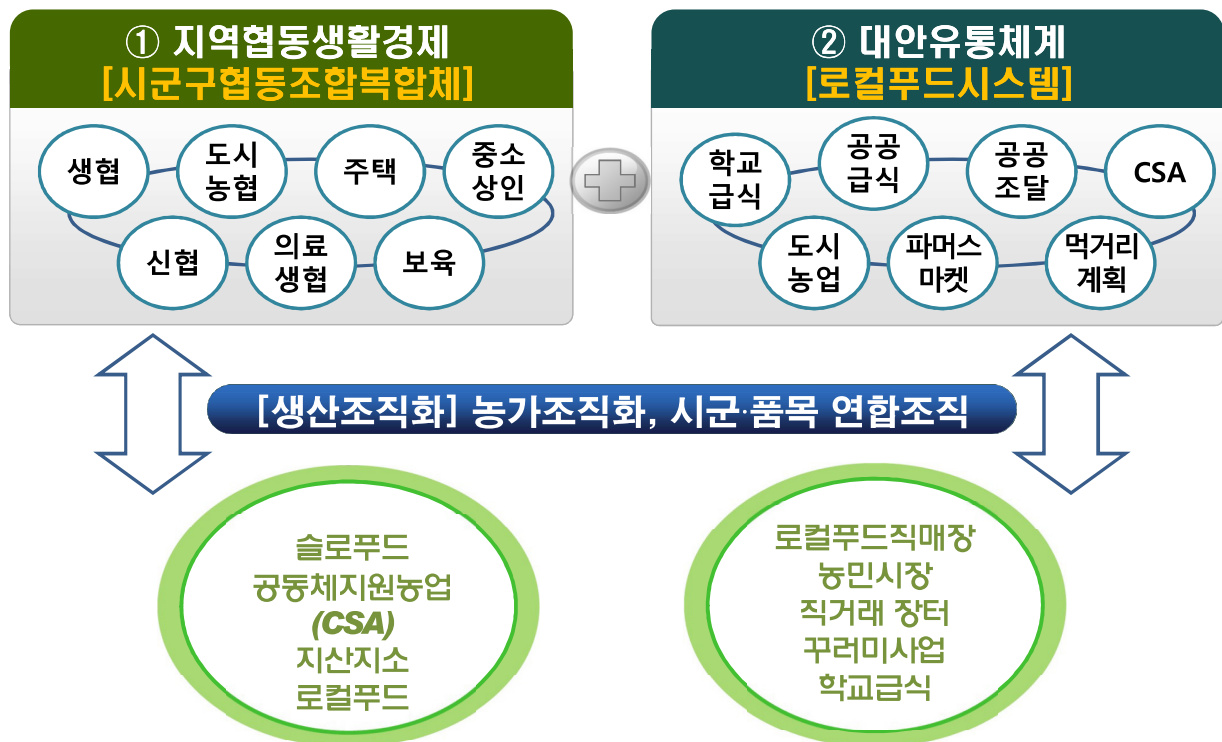 ① 지역협동생활경제
[시군구협동조합복합체]
생협
도시
농협
주택
중소
상인
신협
의료
생협
보육
② 대안유통체계
[로컬푸드시스템]
학교
급식
공공
급식
공공
조달
CSA
도시
농업
파머스
마켓
먹거리
계획
[생산조직화] 농가조직화, 시군·품목 연합조직
슬로푸드
공동체지원농업
(CSA)
지산지소
로컬푸드
로컬푸드직매장
농민시장
직거래 장터
꾸러미사업
학교급식